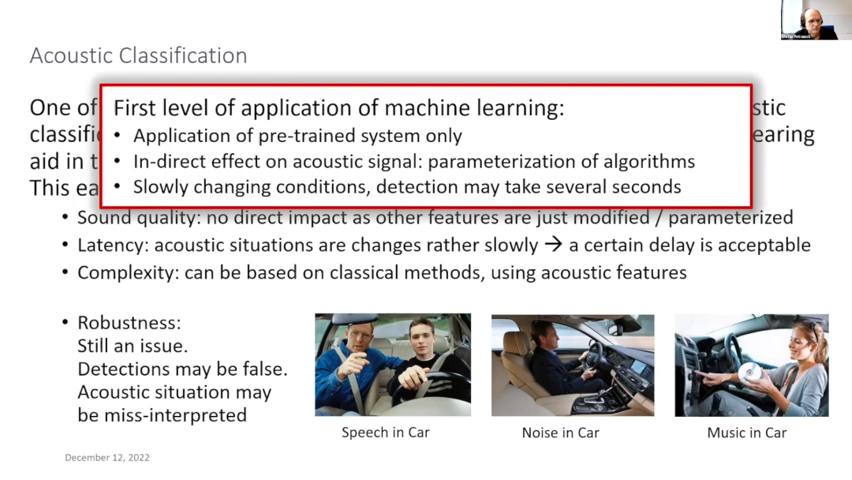 Acoustic Classification
One of
stic
classific
earing
aid in t
This ea
First level of application of machine learning:
• Application of pre-trained system only
• In-direct effect on acoustic signal: parameterization of algorithms
• Slowly changing conditions, detection may take several seconds
• Sound quality: no direct impact as other features are just modified / parameterized
• Latency: acoustic situations are changes rather slowly → a certain delay is acceptable
• Complexity: can be based on classical methods, using acoustic features
• Robustness:
Still an issue.
Detections may be false.
Acoustic situation may
be miss-interpreted
Speech in Car
Noise in Car
Music in Car
December 12, 2022